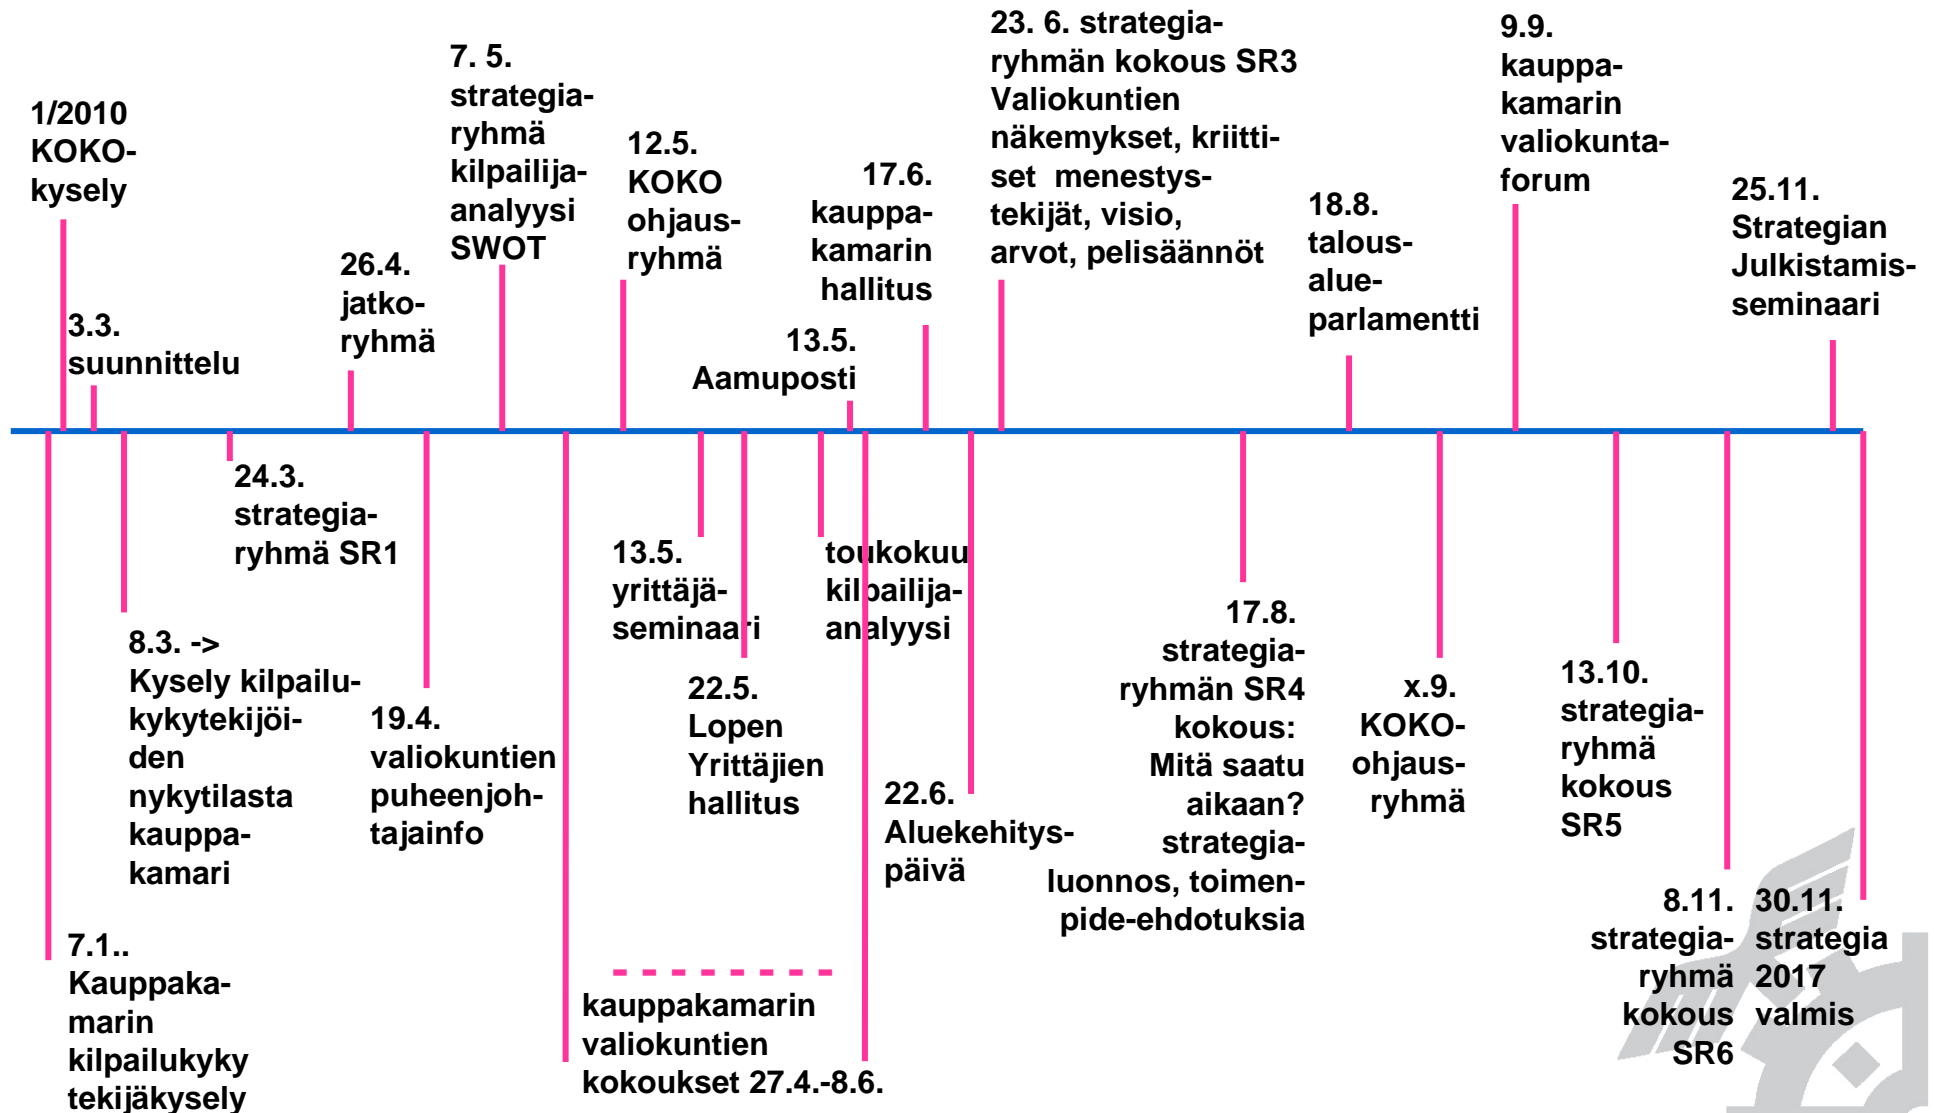 1/2010
KOKO-
kysely
3.3.
suunnittelu
26.4.
jatko-
ryhmä
7. 5.
strategia-
ryhmä
kilpailija-
analyysi
SWOT
12.5.
KOKO
ohjaus-
ryhmä
13.5.
Aamuposti
17.6.
kauppa-
kamarin
hallitus
23. 6. strategia-
ryhmän kokous SR3
Valiokuntien
näkemykset, kriitti-
set menestys-
tekijät, visio,
arvot, pelisäännöt
18.8.
talous-
alue-
parlamentti
9.9.
kauppa-
kamarin
valiokunta-
forum
25.11.
Strategian
Julkistamis-
seminaari
7.1..
Kauppaka-
marin
kilpailukyky
tekijäkysely
8.3. ->
Kysely kilpailu-
kykytekijöi-
den
nykytilasta
kauppa-
kamari
24.3.
strategia-
ryhmä SR1
19.4.
valiokuntien
puheenjoh-
tajainfo
kauppakamarin
valiokuntien
kokoukset 27.4.-8.6.
13.5.
yrittäjä-
seminaari
22.5.
Lopen
Yrittäjien
hallitus
toukokuu
kilpailija-
analyysi
22.6.
Aluekehitys-
päivä
17.8.
strategia-
ryhmän SR4
kokous:
Mitä saatu
aikaan?
strategia-
luonnos, toimen-
pide-ehdotuksia
x.9.
KOKO-
ohjaus-
ryhmä
13.10.
strategia-
ryhmä
kokous
SR5
8.11.
strategia-
ryhmä
kokous
SR6
30.11.
strategia
2017
valmis